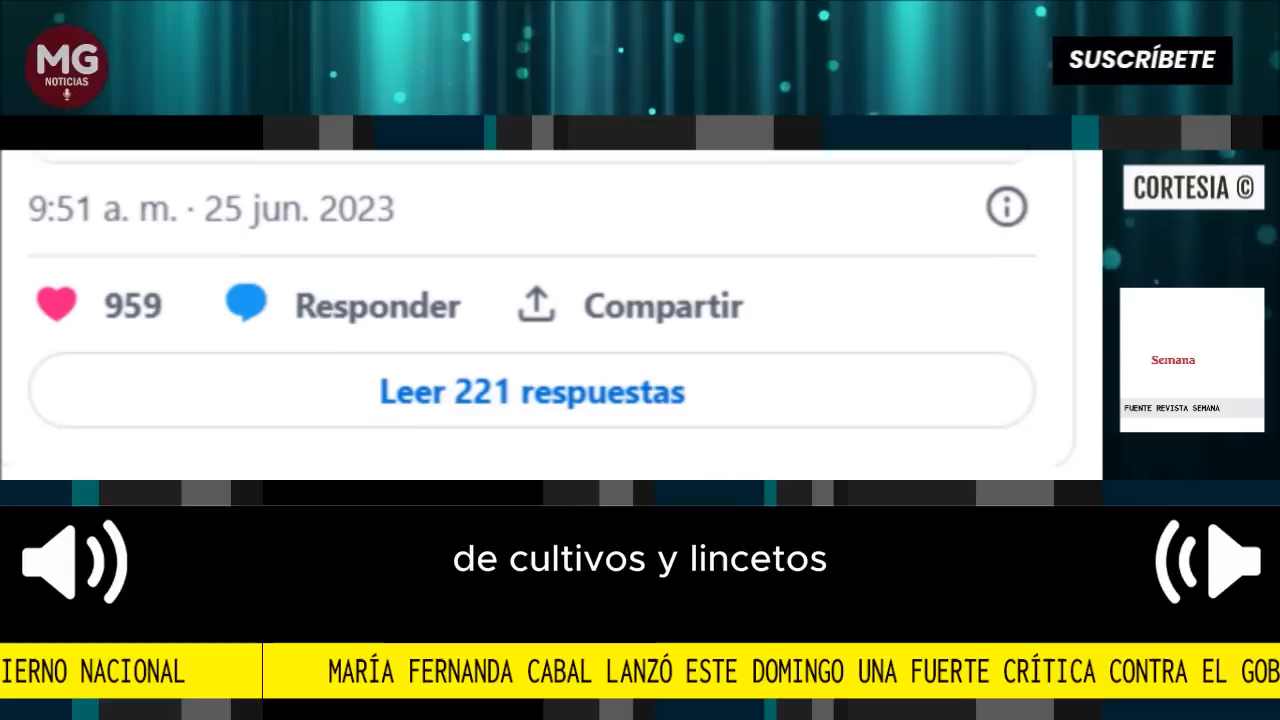 MG
NOTICIAS
SUSCRÍBETE
CORTESIA ©
9:51 a. m. · 25 jun. 2023
959 Responder Compartir
Leer 221 respuestas
Semana
FUENTE REVISTA SEMANA
de cultivos y lincetos
IERNO NACIONAL MARÍA FERNANDA CABAL LANZÓ ESTE DOMINGO UNA FUERTE CRÍTICA CONTRA EL GOB